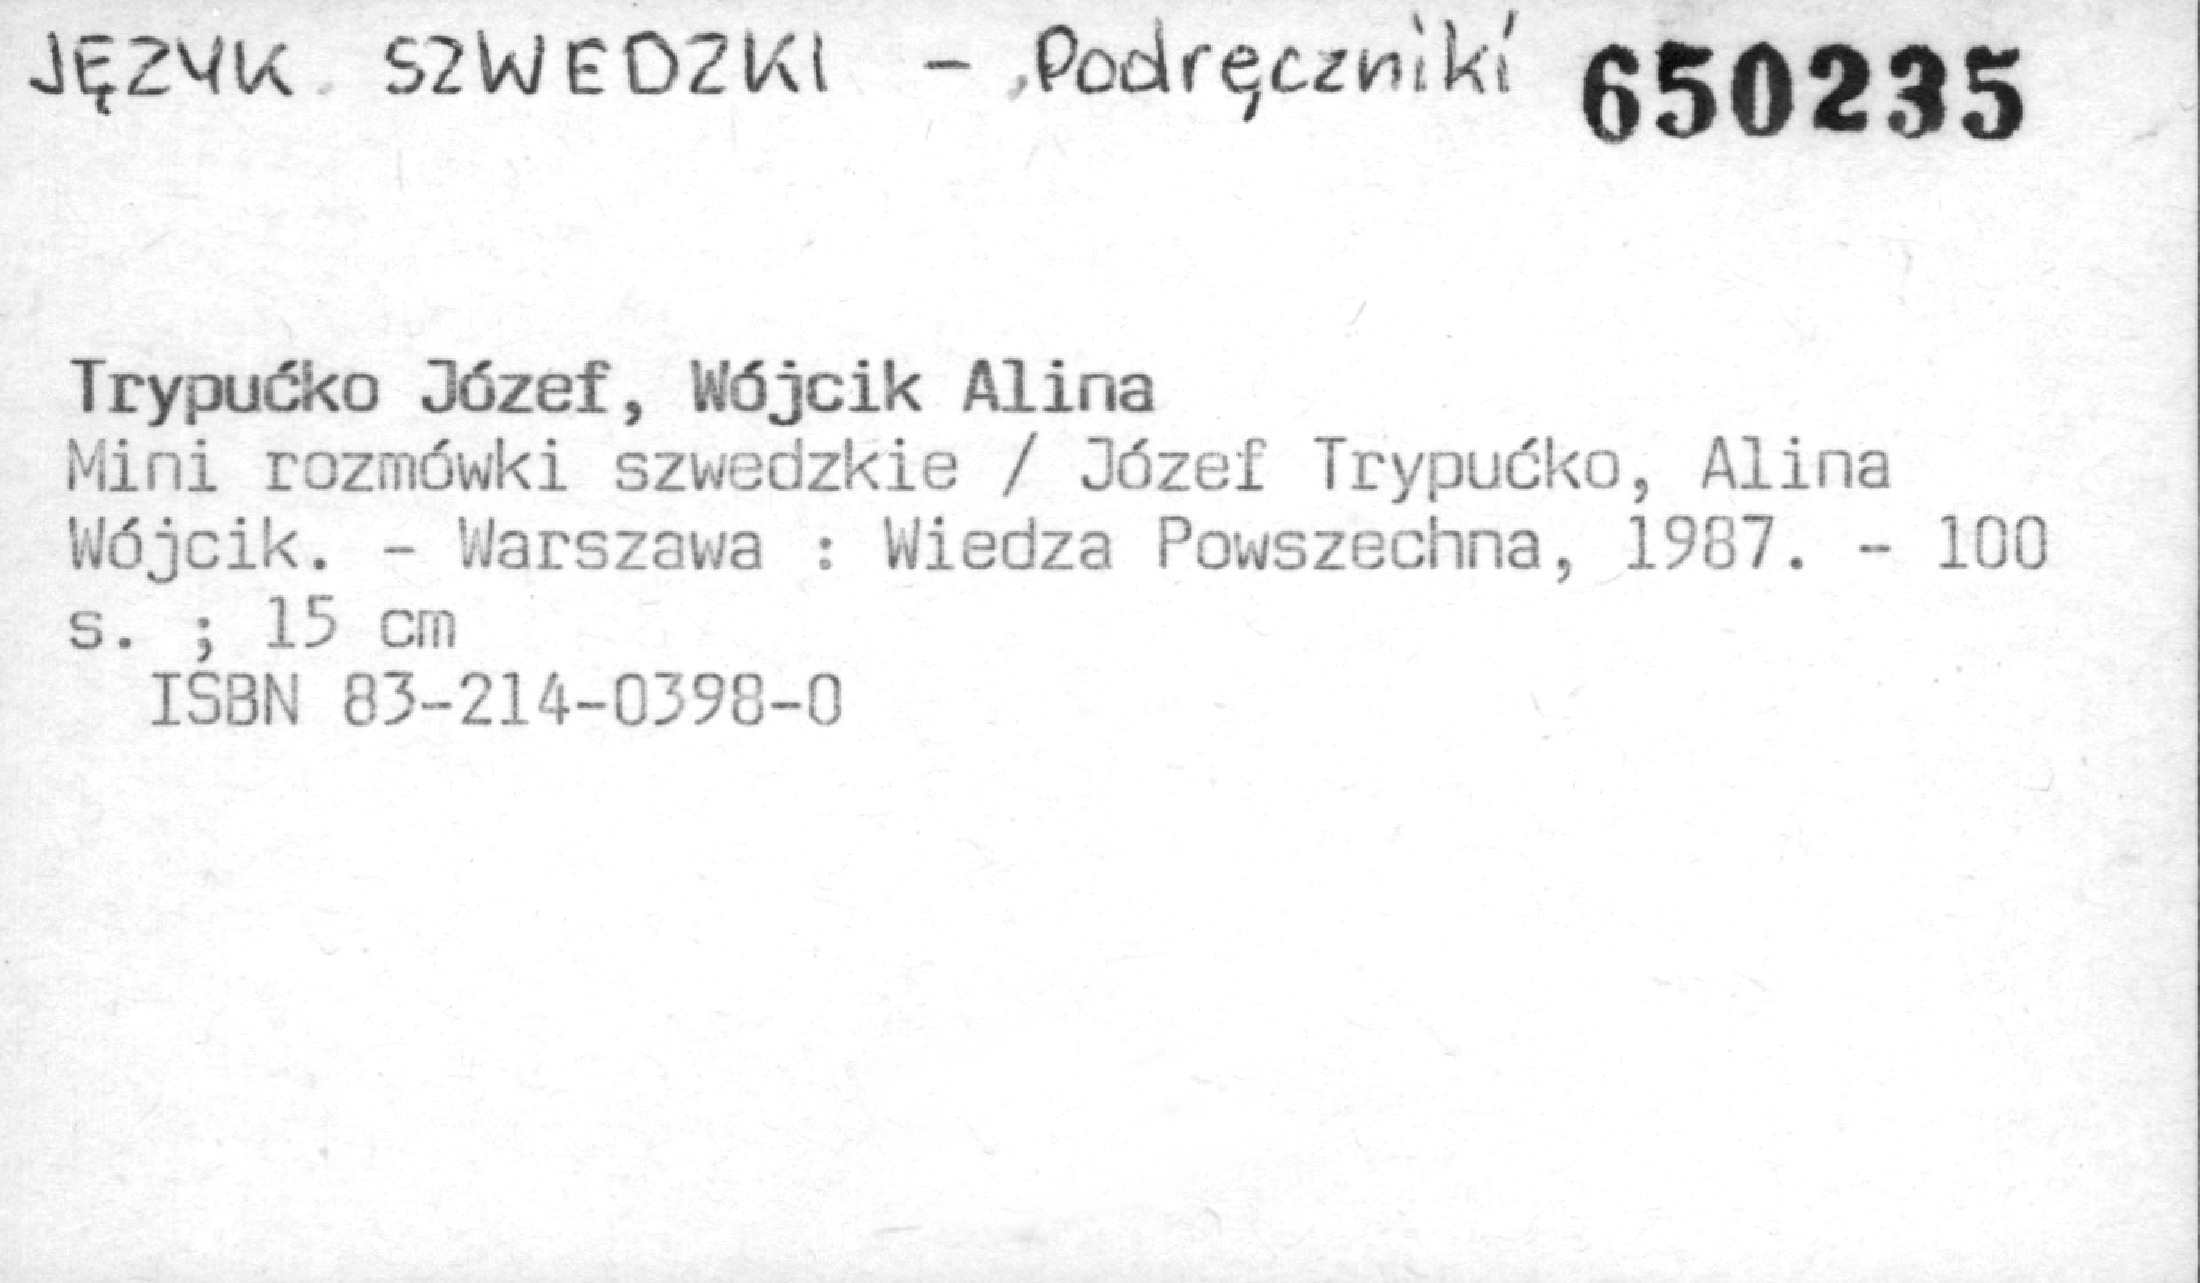 JĘZYK SZWEDZKI - Podręczniki 650235
Trypućko Józef, Wójcik Alina
Mini rozmówki szwedzkie / Józef Trypućko, Alina
Wójcik. - Warszawa : Wiedza Powszechna, 1987. - 100
s. ; 15 cm
ISBN 83-214-0398-0